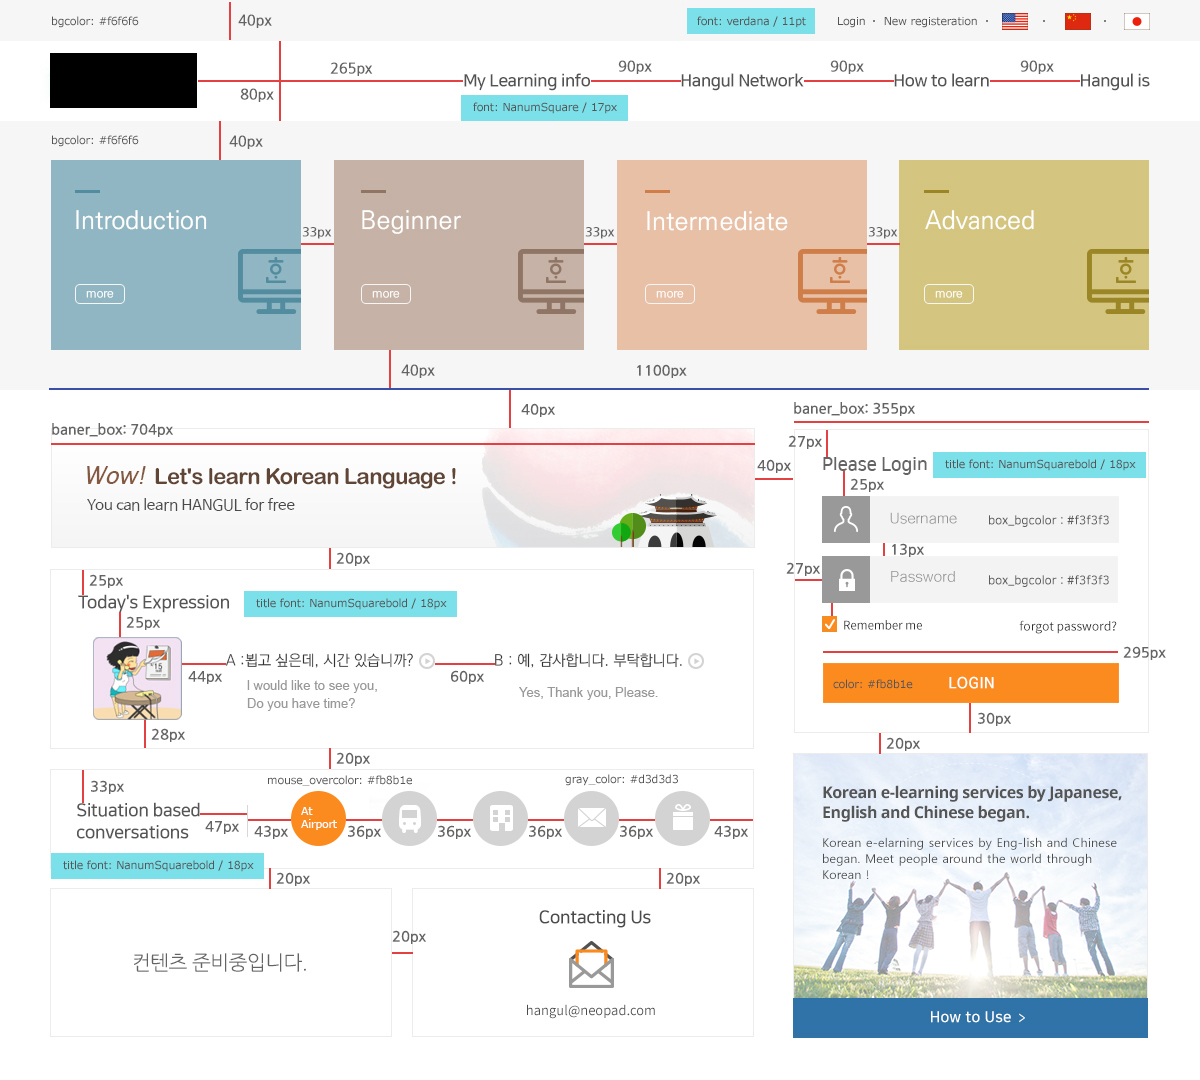 bgcolor: #f6f6f6
40px
font: verdana / 11pt
Login · New registeration · · ·
265px
80px
My Learning info
90px
Hangul Network
90px
How to learn
90px
Hangul is
font: NanumSquare / 17px
bgcolor: #f6f6f6
40px
Introduction
more
33px
Beginner
more
33px
Intermediate
more
33px
Advanced
more
호
호
호
호
40px
1100px
40px
baner_box: 704px
Wow! Let's learn Korean Language !
You can learn HANGUL for free
40px
20px
25px
Today's Expression
title font: NanumSquarebold / 18px
25px
15
44px
A :뵙고 싶은데, 시간 있습니까?
I would like to see you,
Do you have time?
60px
B : 예, 감사합니다. 부탁합니다.
Yes, Thank you, Please.
28px
20px
33px
Situation based
conversations
title font: NanumSquarebold / 18px
47px
mouse_overcolor: #fb8b1e
gray_color: #d3d3d3
43px
At
Airport
36px
36px
36px
36px
43px
20px
20px
컨텐츠 준비중입니다.
20px
Contacting Us
hangul@neopad.com
baner_box: 355px
27px
Please Login
title font: NanumSquarebold / 18px
25px
Username
box_bgcolor : #f3f3f3
13px
27px
Password
box_bgcolor : #f3f3f3
Remember me
forgot password?
295px
color: #fb8b1e
LOGIN
30px
20px
Korean e-learning services by Japanese,
English and Chinese began.
Korean e-elarning services by Eng-lish and Chinese
began. Meet people around the world through
Korean !
How to Use >